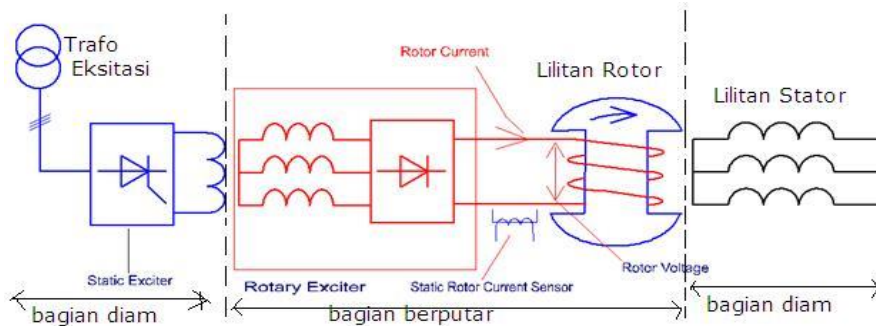 Trafo
Eksitasi
Rotor Current
Lilitan Rotor
Lilitan Stator
Static Exciter
Rotary Exciter
Static Rotor Current Sensor
Rotor Voltage
bagian diam
bagian berputar
bagian diam